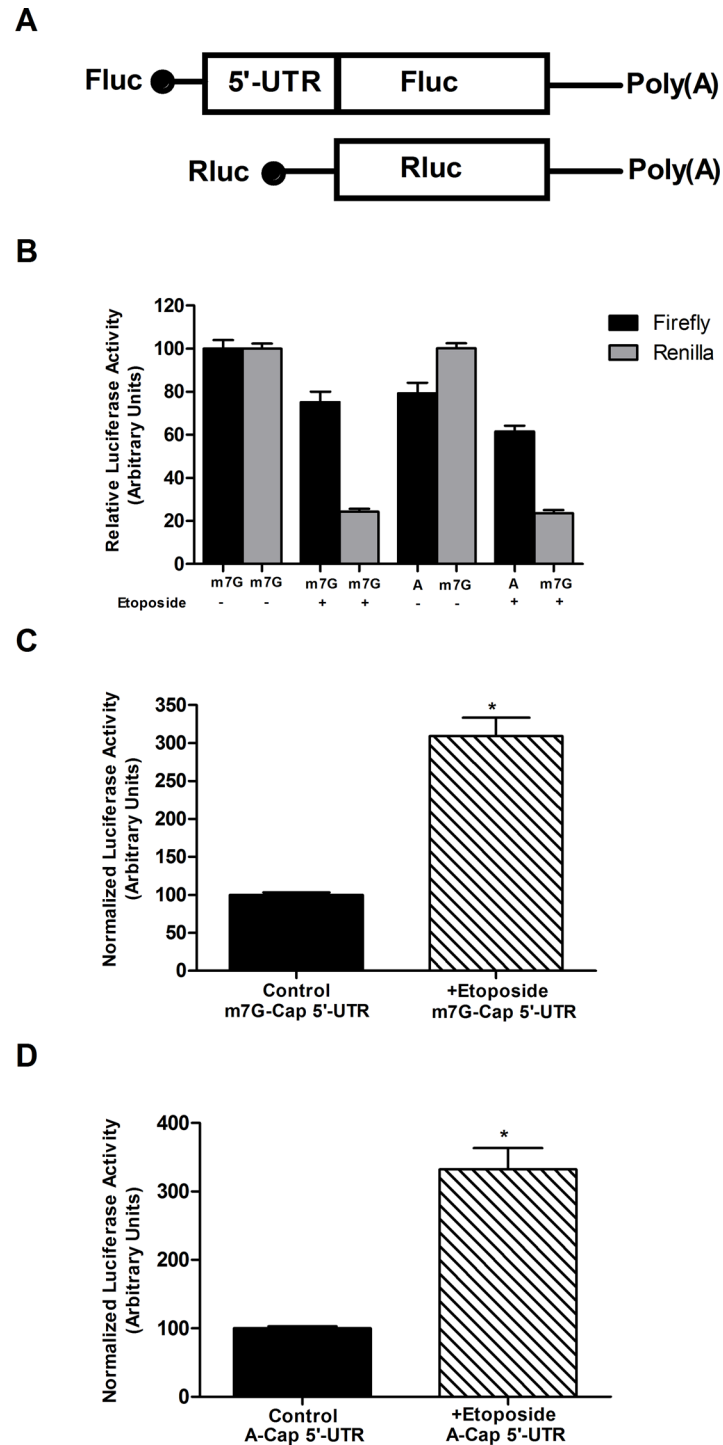 A
Fluc 5'-UTR Fluc Poly(A)
Rluc Rluc Poly(A)
B
Relative Luciferase Activity
(Arbitrary Units)
120
100
80
60
40
20
0
Firefly
Renilla
m7G m7G m7G m7G A m7G A m7G
Etoposide - - + + - - + +
C
Normalized Luciferase Activity
(Arbitrary Units)
350
300
250
200
150
100
50
0
*
Control
m7G-Cap 5'-UTR
+Etoposide
m7G-Cap 5'-UTR
D
Normalized Luciferase Activity
(Arbitrary Units)
400
300
200
100
0
*
Control
A-Cap 5'-UTR
+Etoposide
A-Cap 5'-UTR